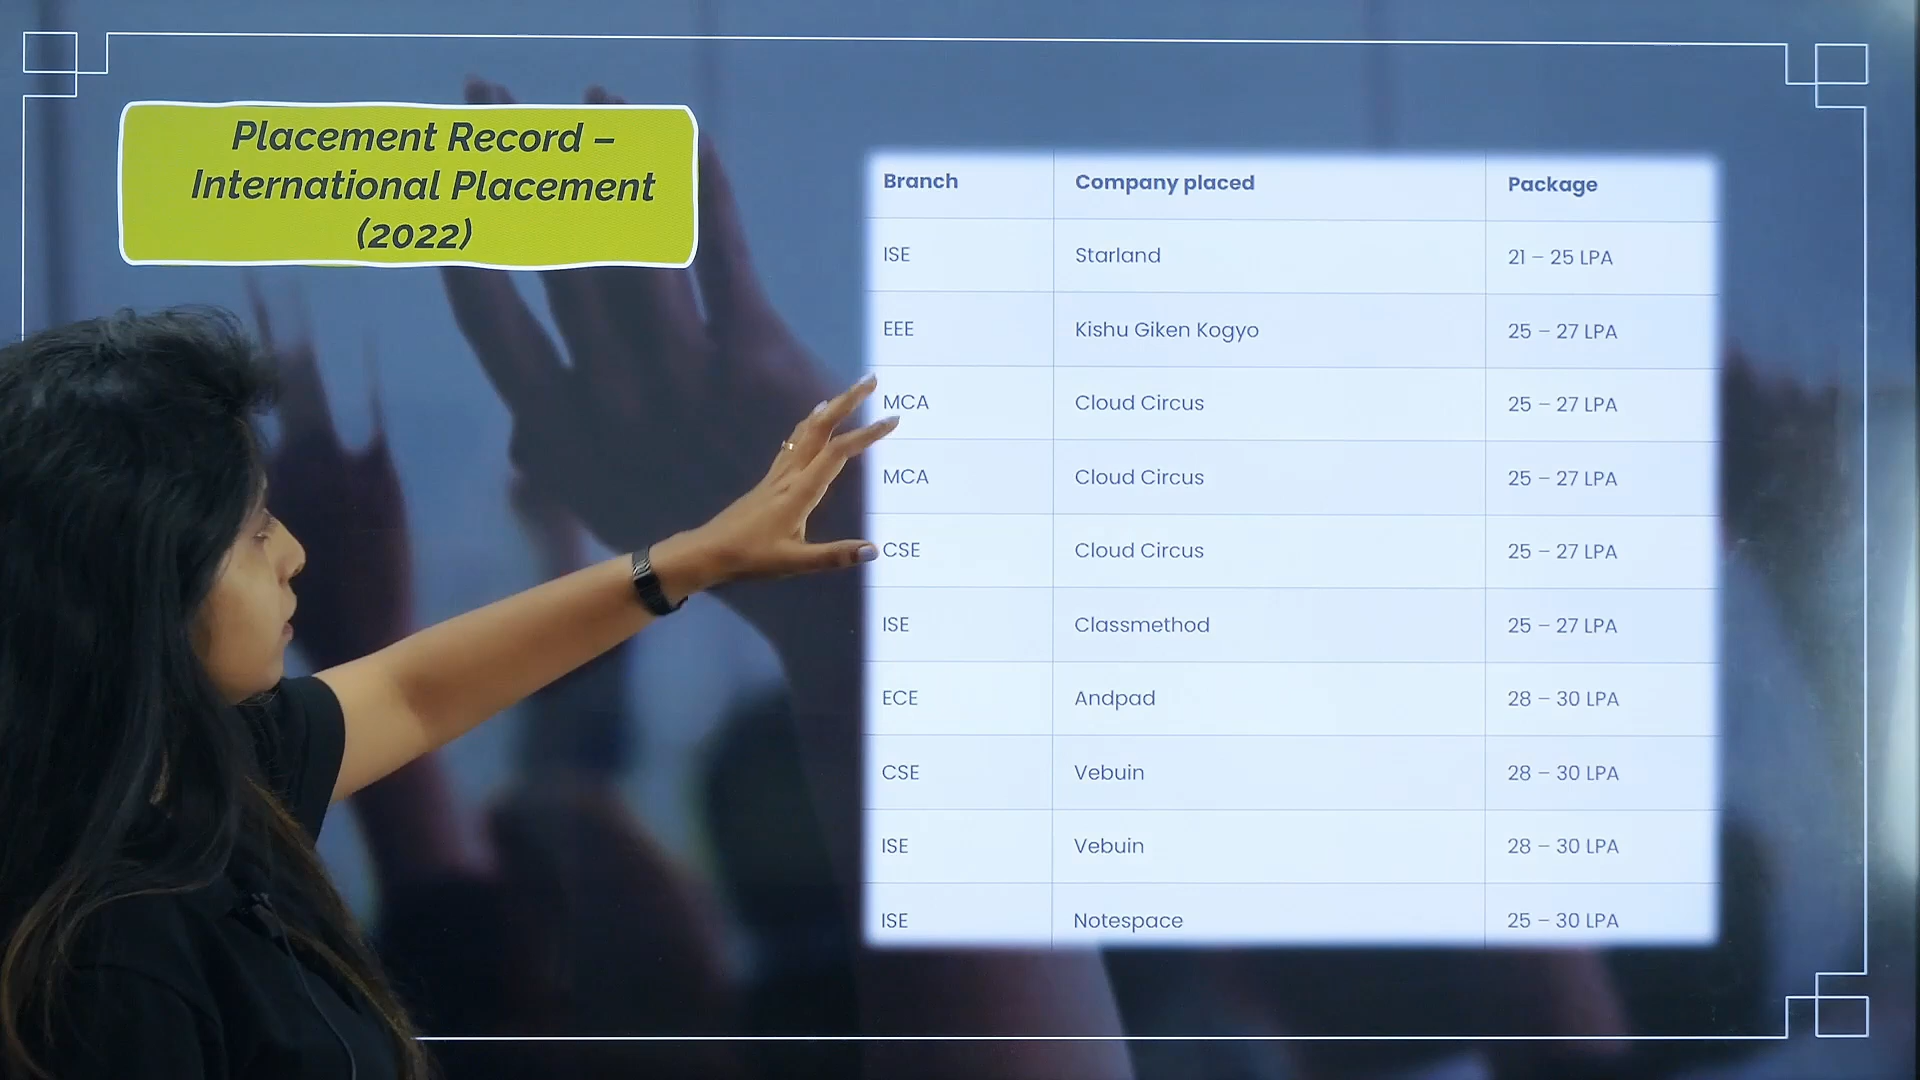 Placement Record –
International Placement
(2022)
Branch Company placed Package
ISE Starland 21 – 25 LPA
EEE Kishu Giken Kogyo 25 – 27 LPA
MCA Cloud Circus 25 – 27 LPA
MCA Cloud Circus 25 – 27 LPA
CSE Cloud Circus 25 – 27 LPA
ISE Classmethod 25 – 27 LPA
ECE Andpad 28 – 30 LPA
CSE Vebuin 28 – 30 LPA
ISE Vebuin 28 – 30 LPA
ISE Notespace 25 – 30 LPA